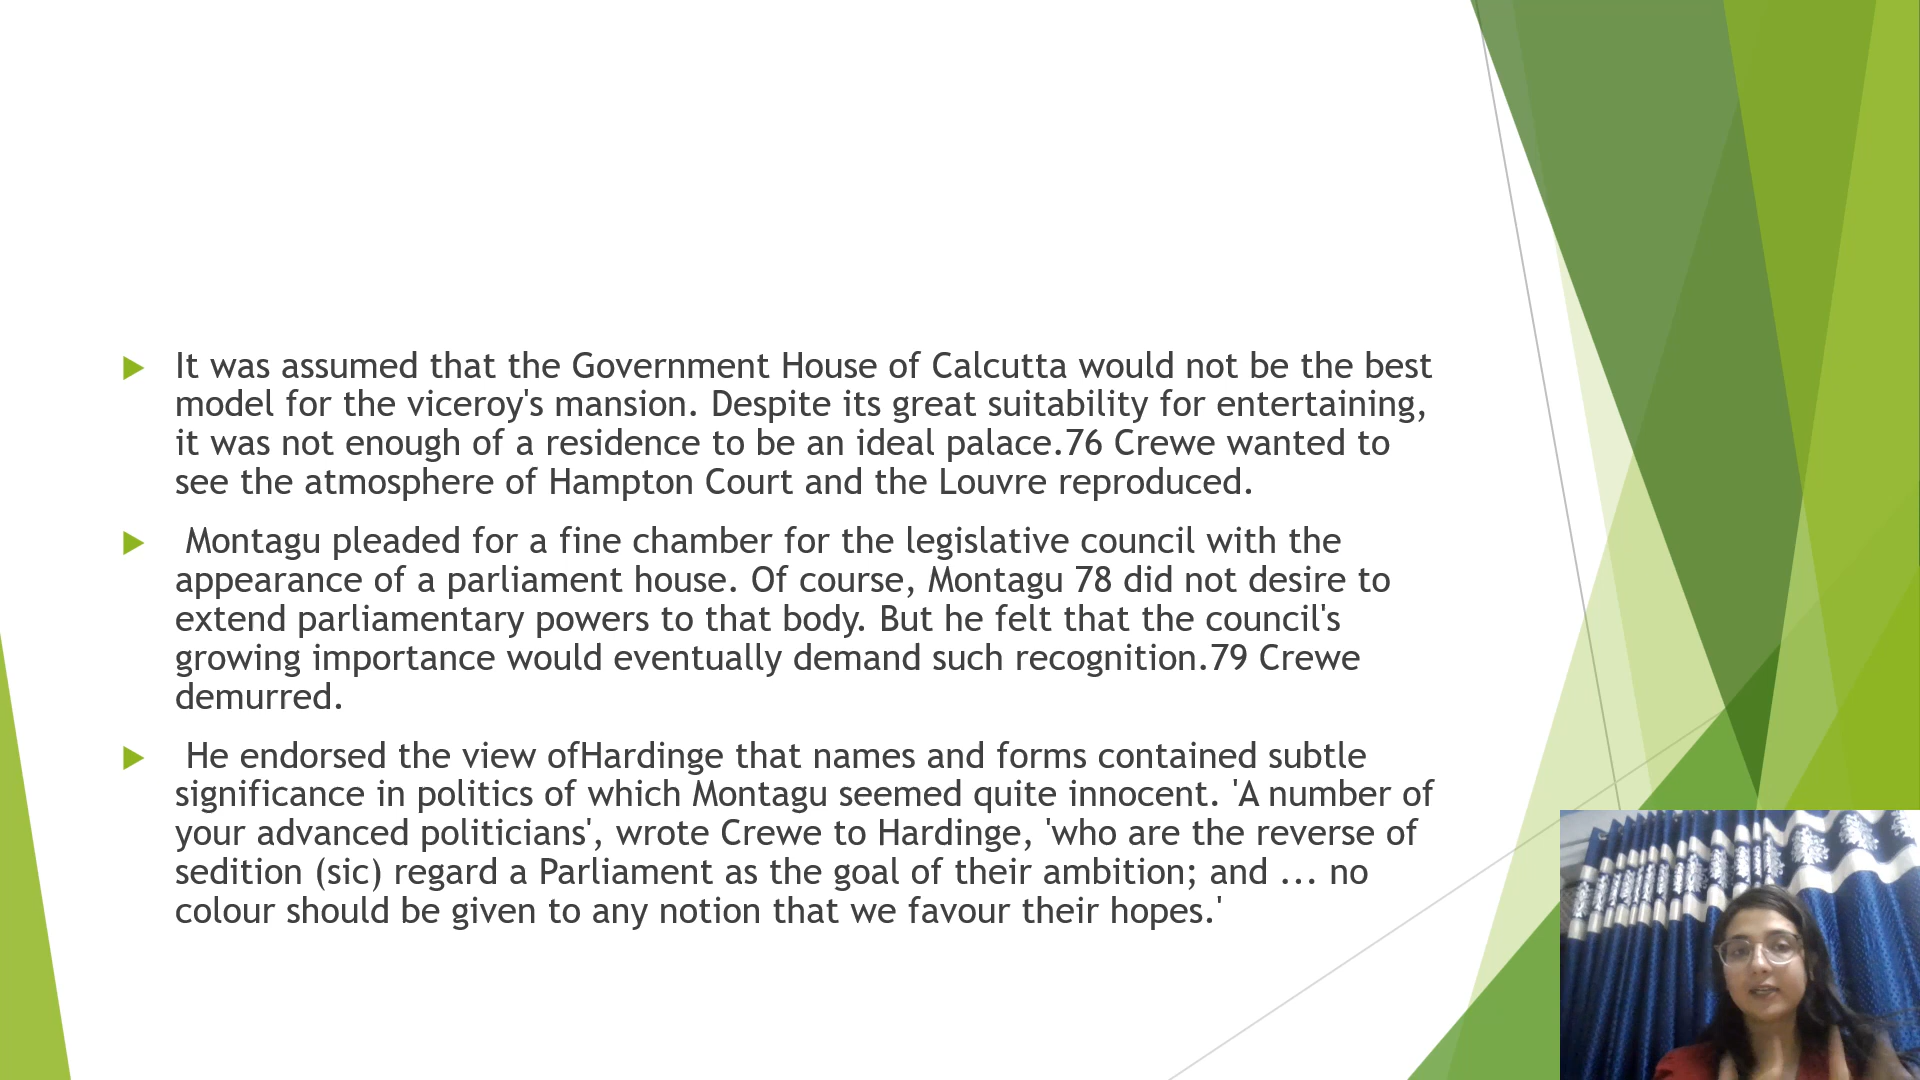 It was assumed that the Government House of Calcutta would not be the best
model for the viceroy's mansion. Despite its great suitability for entertaining,
it was not enough of a residence to be an ideal palace.76 Crewe wanted to
see the atmosphere of Hampton Court and the Louvre reproduced.
Montagu pleaded for a fine chamber for the legislative council with the
appearance of a parliament house. Of course, Montagu 78 did not desire to
extend parliamentary powers to that body. But he felt that the council's
growing importance would eventually demand such recognition.79 Crewe
demurred.
He endorsed the view ofHardinge that names and forms contained subtle
significance in politics of which Montagu seemed quite innocent. 'A number of
your advanced politicians', wrote Crewe to Hardinge, 'who are the reverse of
sedition (sic) regard a Parliament as the goal of their ambition; and ... no
colour should be given to any notion that we favour their hopes.'